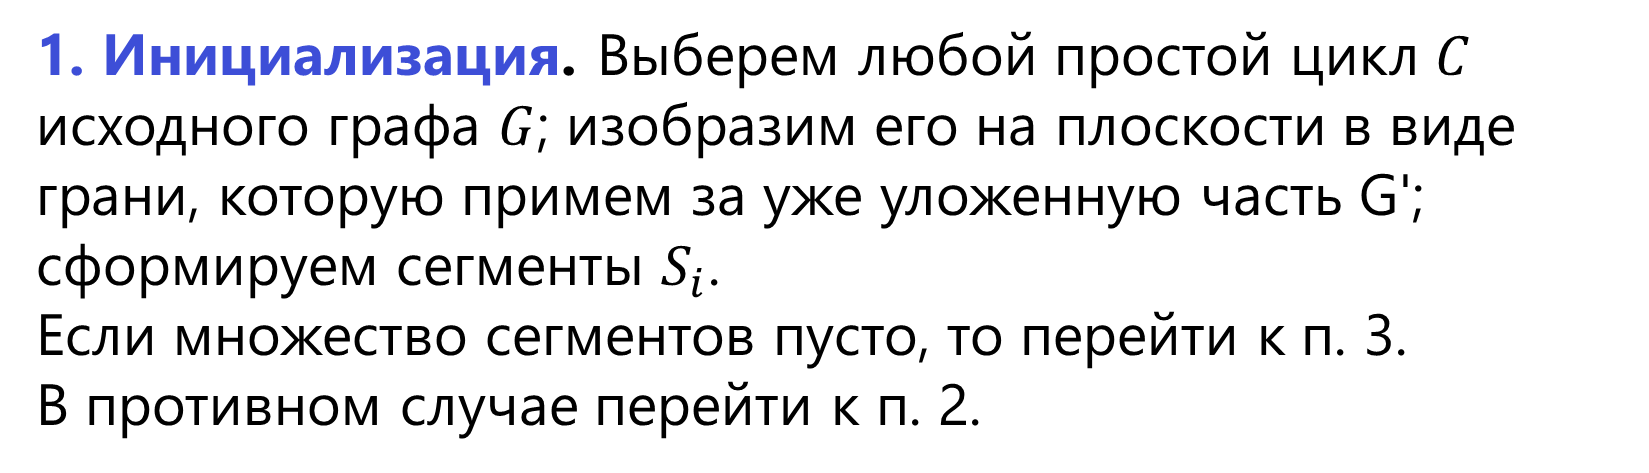 1. Инициализация. Выберем любой простой цикл C
исходного графа G; изобразим его на плоскости в виде
грани, которую примем за уже уложенную часть G';
сформируем сегменты Sᵢ.
Если множество сегментов пусто, то перейти к п. 3.
В противном случае перейти к п. 2.